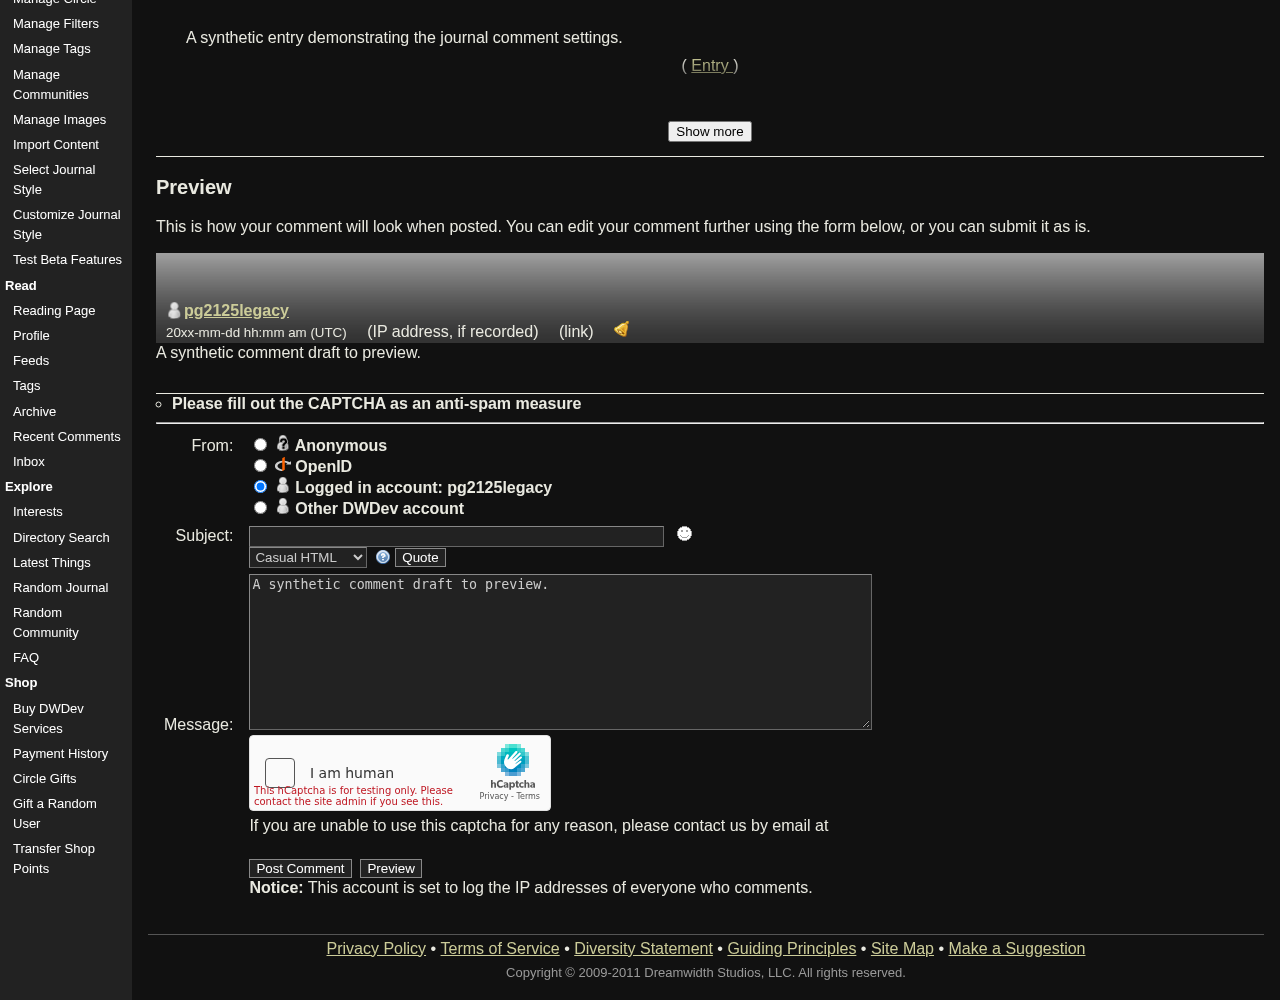 Manage Filters
Manage Tags
Manage
Communities
Manage Images
Import Content
Select Journal
Style
Customize Journal
Style
Test Beta Features
Read
Reading Page
Profile
Feeds
Tags
Archive
Recent Comments
Inbox
Explore
Interests
Directory Search
Latest Things
Random Journal
Random
Community
FAQ
Shop
Buy DWDev
Services
Payment History
Circle Gifts
Gift a Random
User
Transfer Shop
Points
A synthetic entry demonstrating the journal comment settings.
( Entry )
Show more
Preview
This is how your comment will look when posted. You can edit your comment further using the form below, or you can submit it as is.
pg2125legacy
20xx-mm-dd hh:mm am (UTC) (IP address, if recorded) (link)
A synthetic comment draft to preview.
Please fill out the CAPTCHA as an anti-spam measure
From: Anonymous
OpenID
Logged in account: pg2125legacy
Other DWDev account
Subject:
Casual HTML Quote
A synthetic comment draft to preview.
Message:
I am human
This hCaptcha is for testing only. Please
contact the site admin if you see this.
hCaptcha
Privacy - Terms
If you are unable to use this captcha for any reason, please contact us by email at
Post Comment Preview
Notice: This account is set to log the IP addresses of everyone who comments.
Privacy Policy • Terms of Service • Diversity Statement • Guiding Principles • Site Map • Make a Suggestion
Copyright © 2009-2011 Dreamwidth Studios, LLC. All rights reserved.